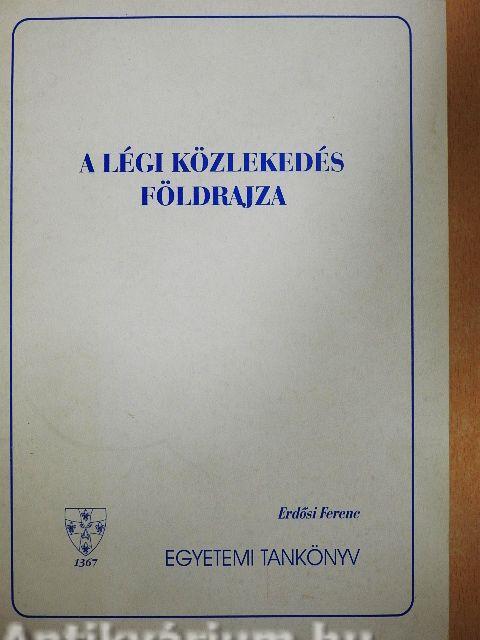 A LÉGI KÖZLEKEDÉS
FÖLDRAJZA
Erdősi Ferenc
1367
EGYETEMI TANKÖNYV
Antikvárium.hu